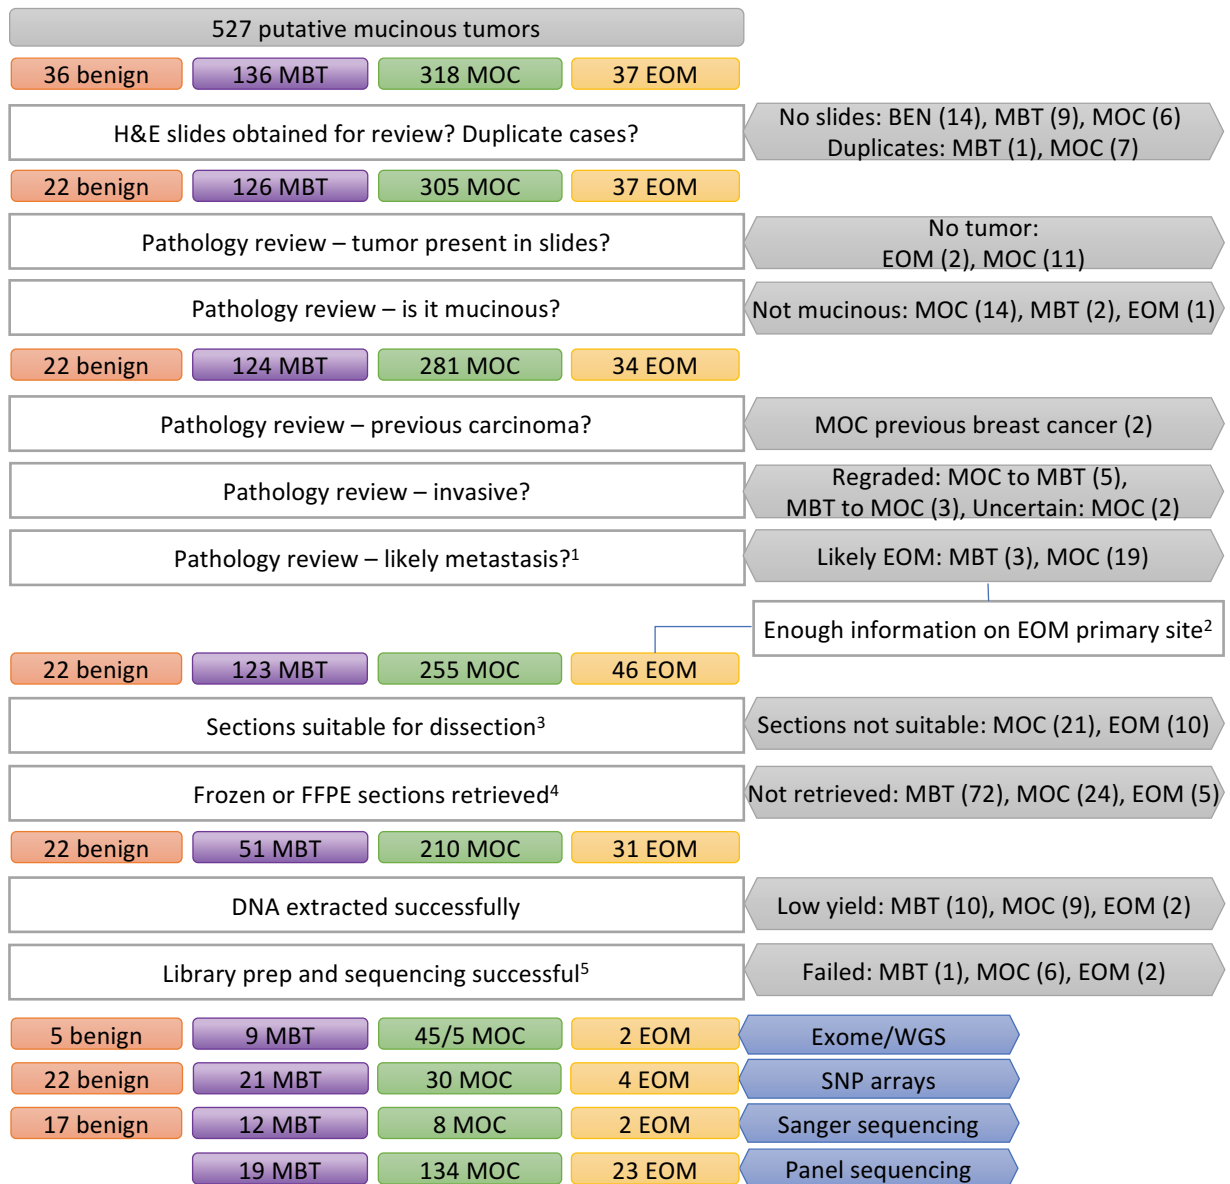 527 putative mucinous tumors
36 benign 136 MBT 318 MOC 37 EOM
H&E slides obtained for review? Duplicate cases?
No slides: BEN (14), MBT (9), MOC (6)
Duplicates: MBT (1), MOC (7)
22 benign 126 MBT 305 MOC 37 EOM
Pathology review – tumor present in slides?
No tumor:
EOM (2), MOC (11)
Pathology review – is it mucinous?
Not mucinous: MOC (14), MBT (2), EOM (1)
22 benign 124 MBT 281 MOC 34 EOM
Pathology review – previous carcinoma?
MOC previous breast cancer (2)
Pathology review – invasive?
Regraded: MOC to MBT (5),
MBT to MOC (3), Uncertain: MOC (2)
Pathology review – likely metastasis?¹
Likely EOM: MBT (3), MOC (19)
Enough information on EOM primary site²
22 benign 123 MBT 255 MOC 46 EOM
Sections suitable for dissection³
Sections not suitable: MOC (21), EOM (10)
Frozen or FFPE sections retrieved⁴
Not retrieved: MBT (72), MOC (24), EOM (5)
22 benign 51 MBT 210 MOC 31 EOM
DNA extracted successfully
Low yield: MBT (10), MOC (9), EOM (2)
Library prep and sequencing successful⁵
Failed: MBT (1), MOC (6), EOM (2)
5 benign 9 MBT 45/5 MOC 2 EOM Exome/WGS
22 benign 21 MBT 30 MOC 4 EOM SNP arrays
17 benign 12 MBT 8 MOC 2 EOM Sanger sequencing
19 MBT 134 MOC 23 EOM Panel sequencing